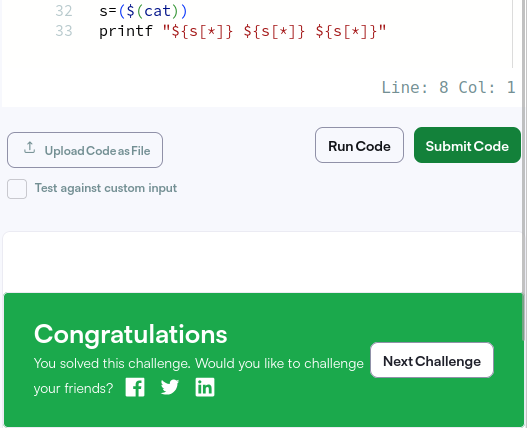 32 s=($(cat))
33 printf "${s[*]} ${s[*]} ${s[*]}"
Line: 8 Col: 1
Upload Code as File
Run Code
Submit Code
Test against custom input
Congratulations
You solved this challenge. Would you like to challenge
your friends?
Next Challenge